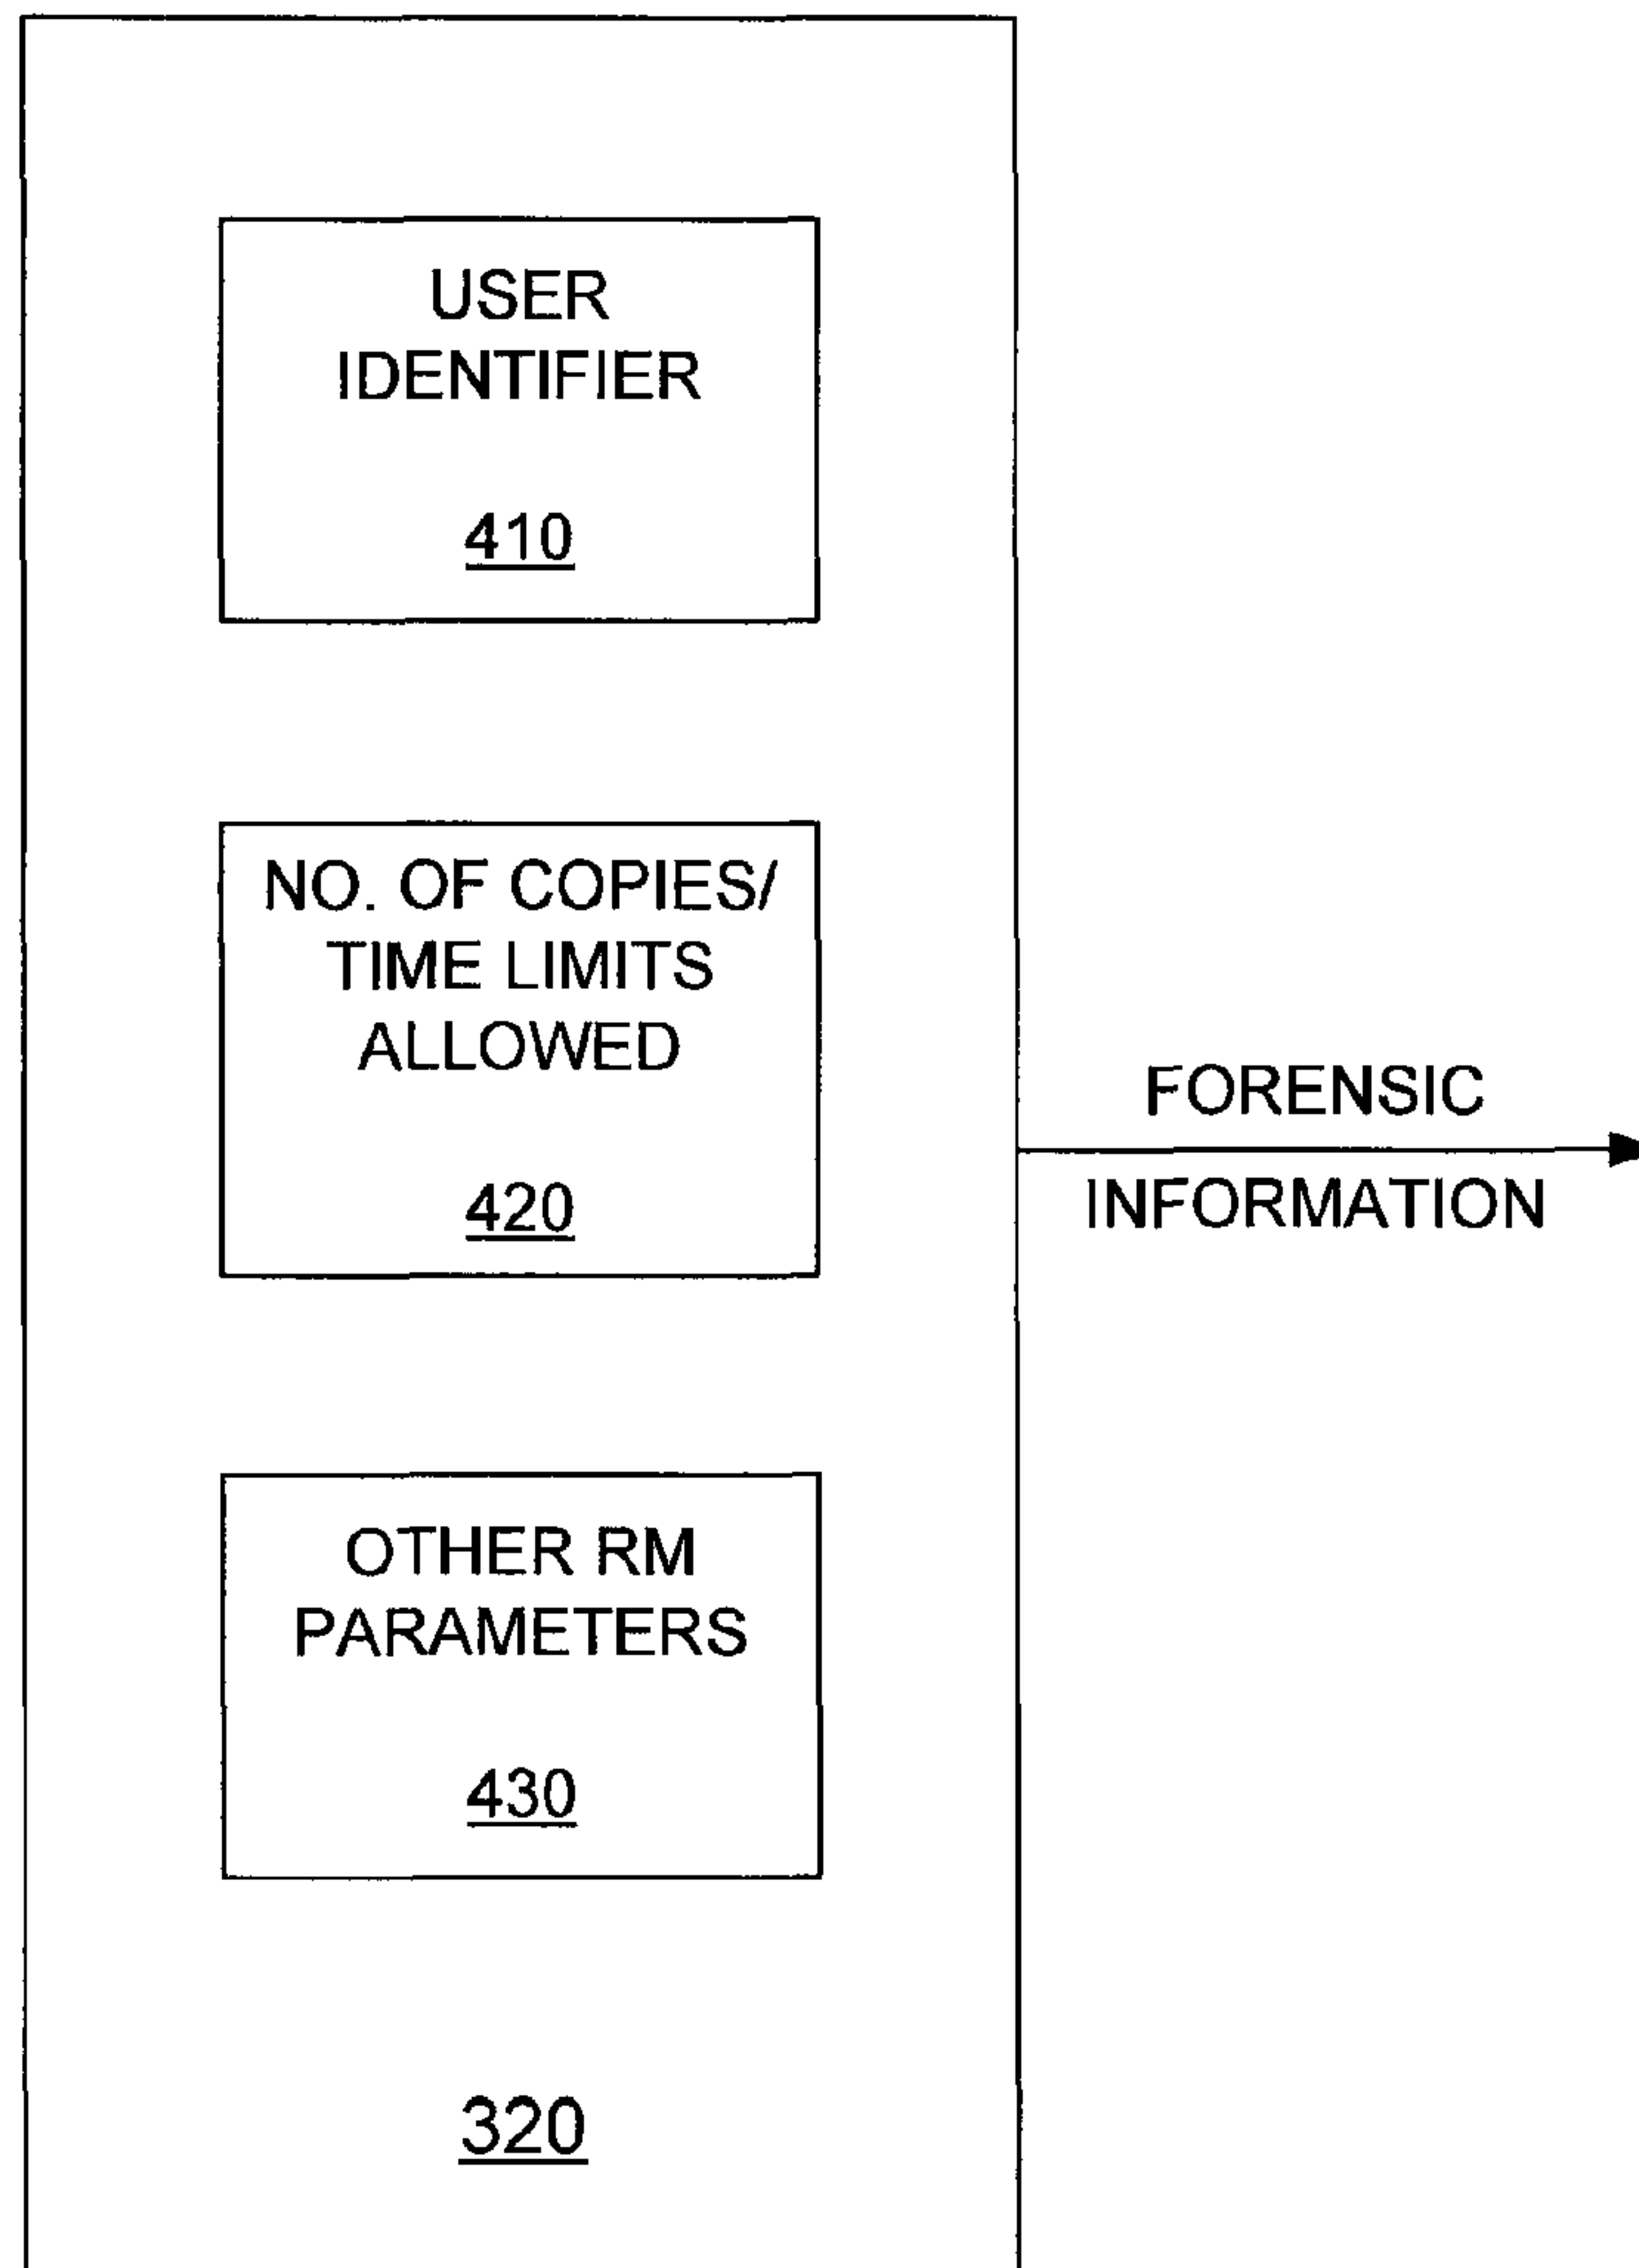 USER
IDENTIFIER
410
NO. OF COPIES/
TIME LIMITS
ALLOWED
420
FORENSIC
INFORMATION
OTHER RM
PARAMETERS
430
320